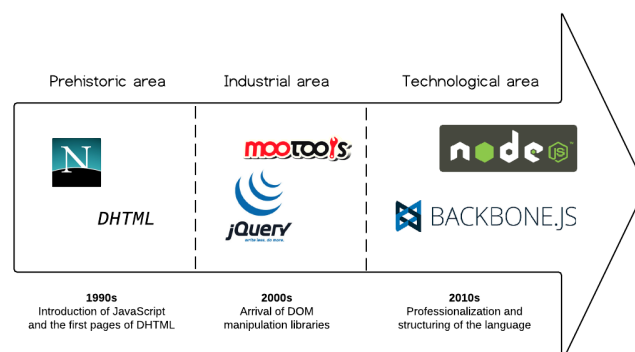 Prehistoric area
Industrial area
Technological area
N
mootools
node
JS
DHTML
jQuery
write less, do more.
BACKBONE.JS
1990s
Introduction of JavaScript
and the first pages of DHTML
2000s
Arrival of DOM
manipulation libraries
2010s
Professionalization and
structuring of the language